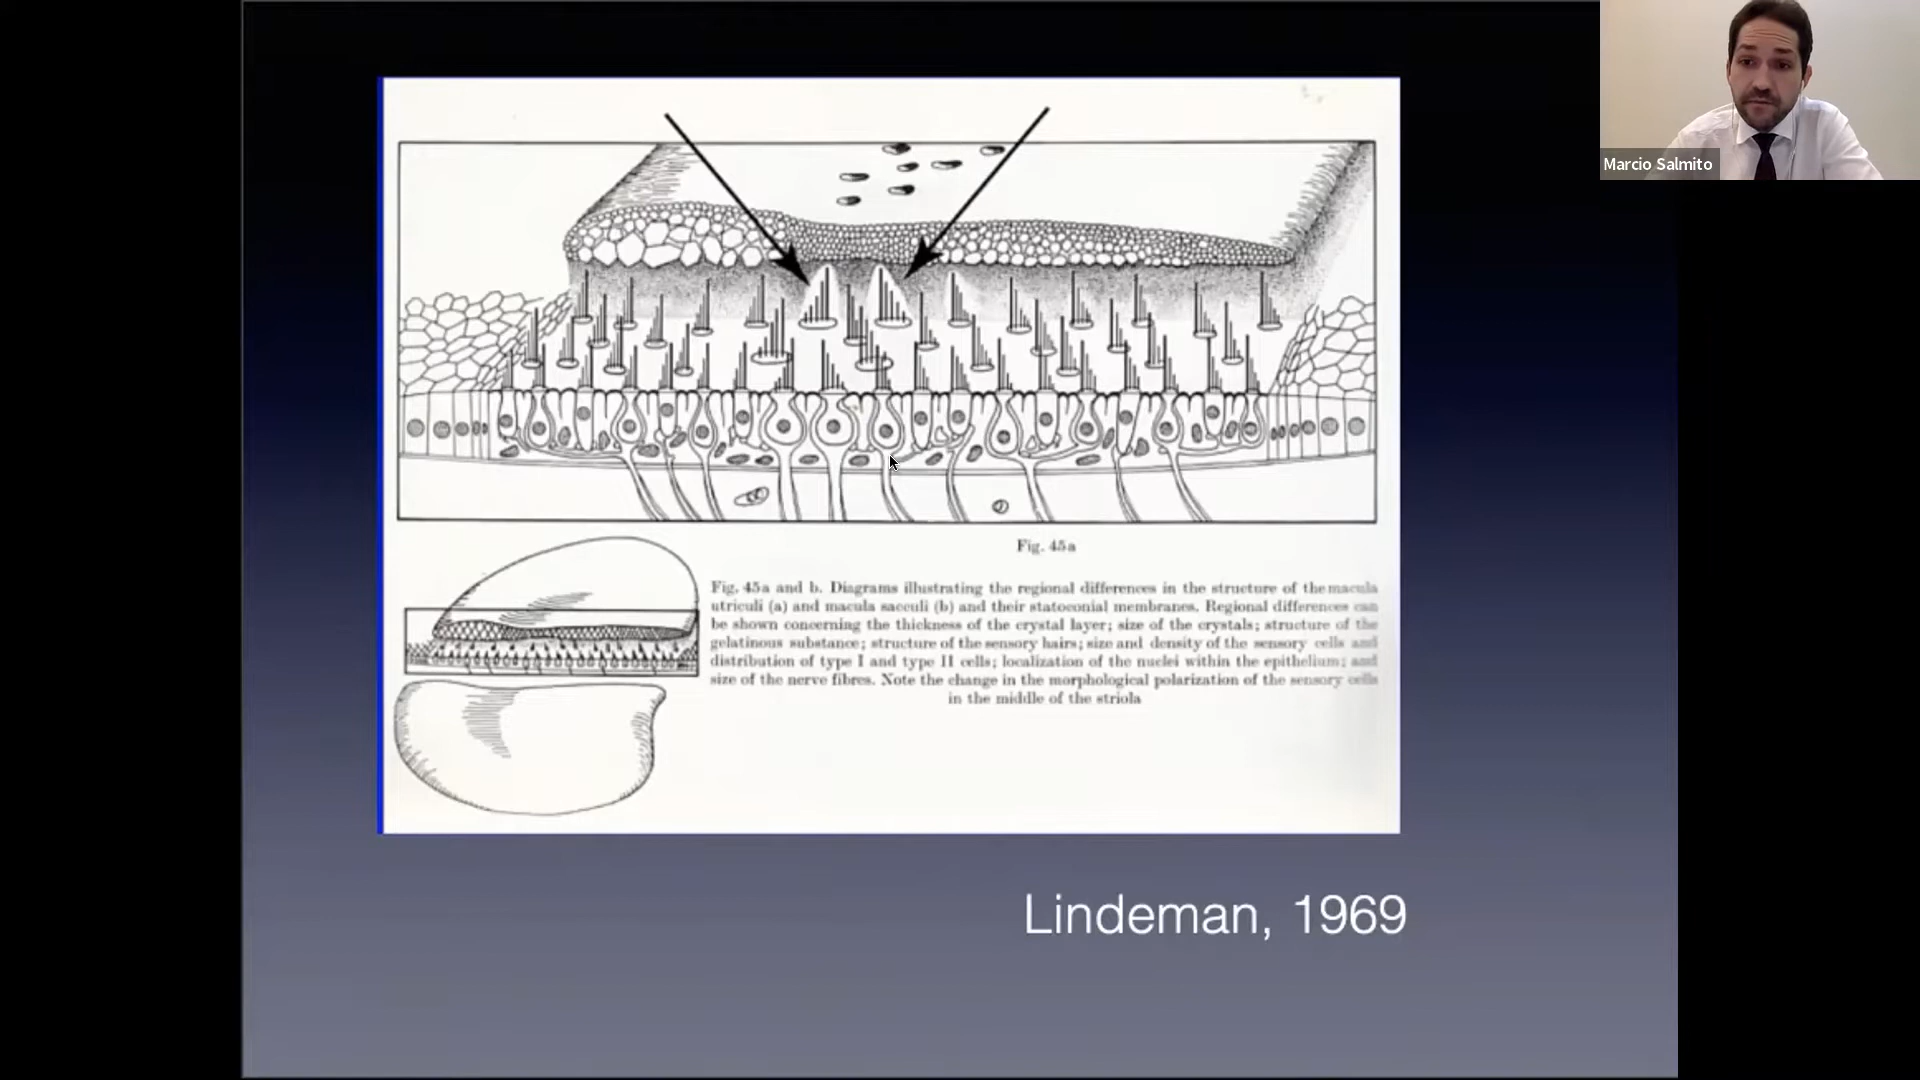 Marcio Salmito
Fig. 45a
Fig. 45a and b. Diagrams illustrating the regional differences in the structure of the macula
utriculi (a) and macula sacculi (b) and their statoconial membranes. Regional differences can
be shown concerning the thickness of the crystal layer; size of the crystals; structure of the
gelatinous substance; structure of the sensory hairs; size and density of the sensory cells and
distribution of type I and type II cells; localization of the nuclei within the epithelium; and
size of the nerve fibres. Note the change in the morphological polarization of the sensory cells
in the middle of the striola
Lindeman, 1969